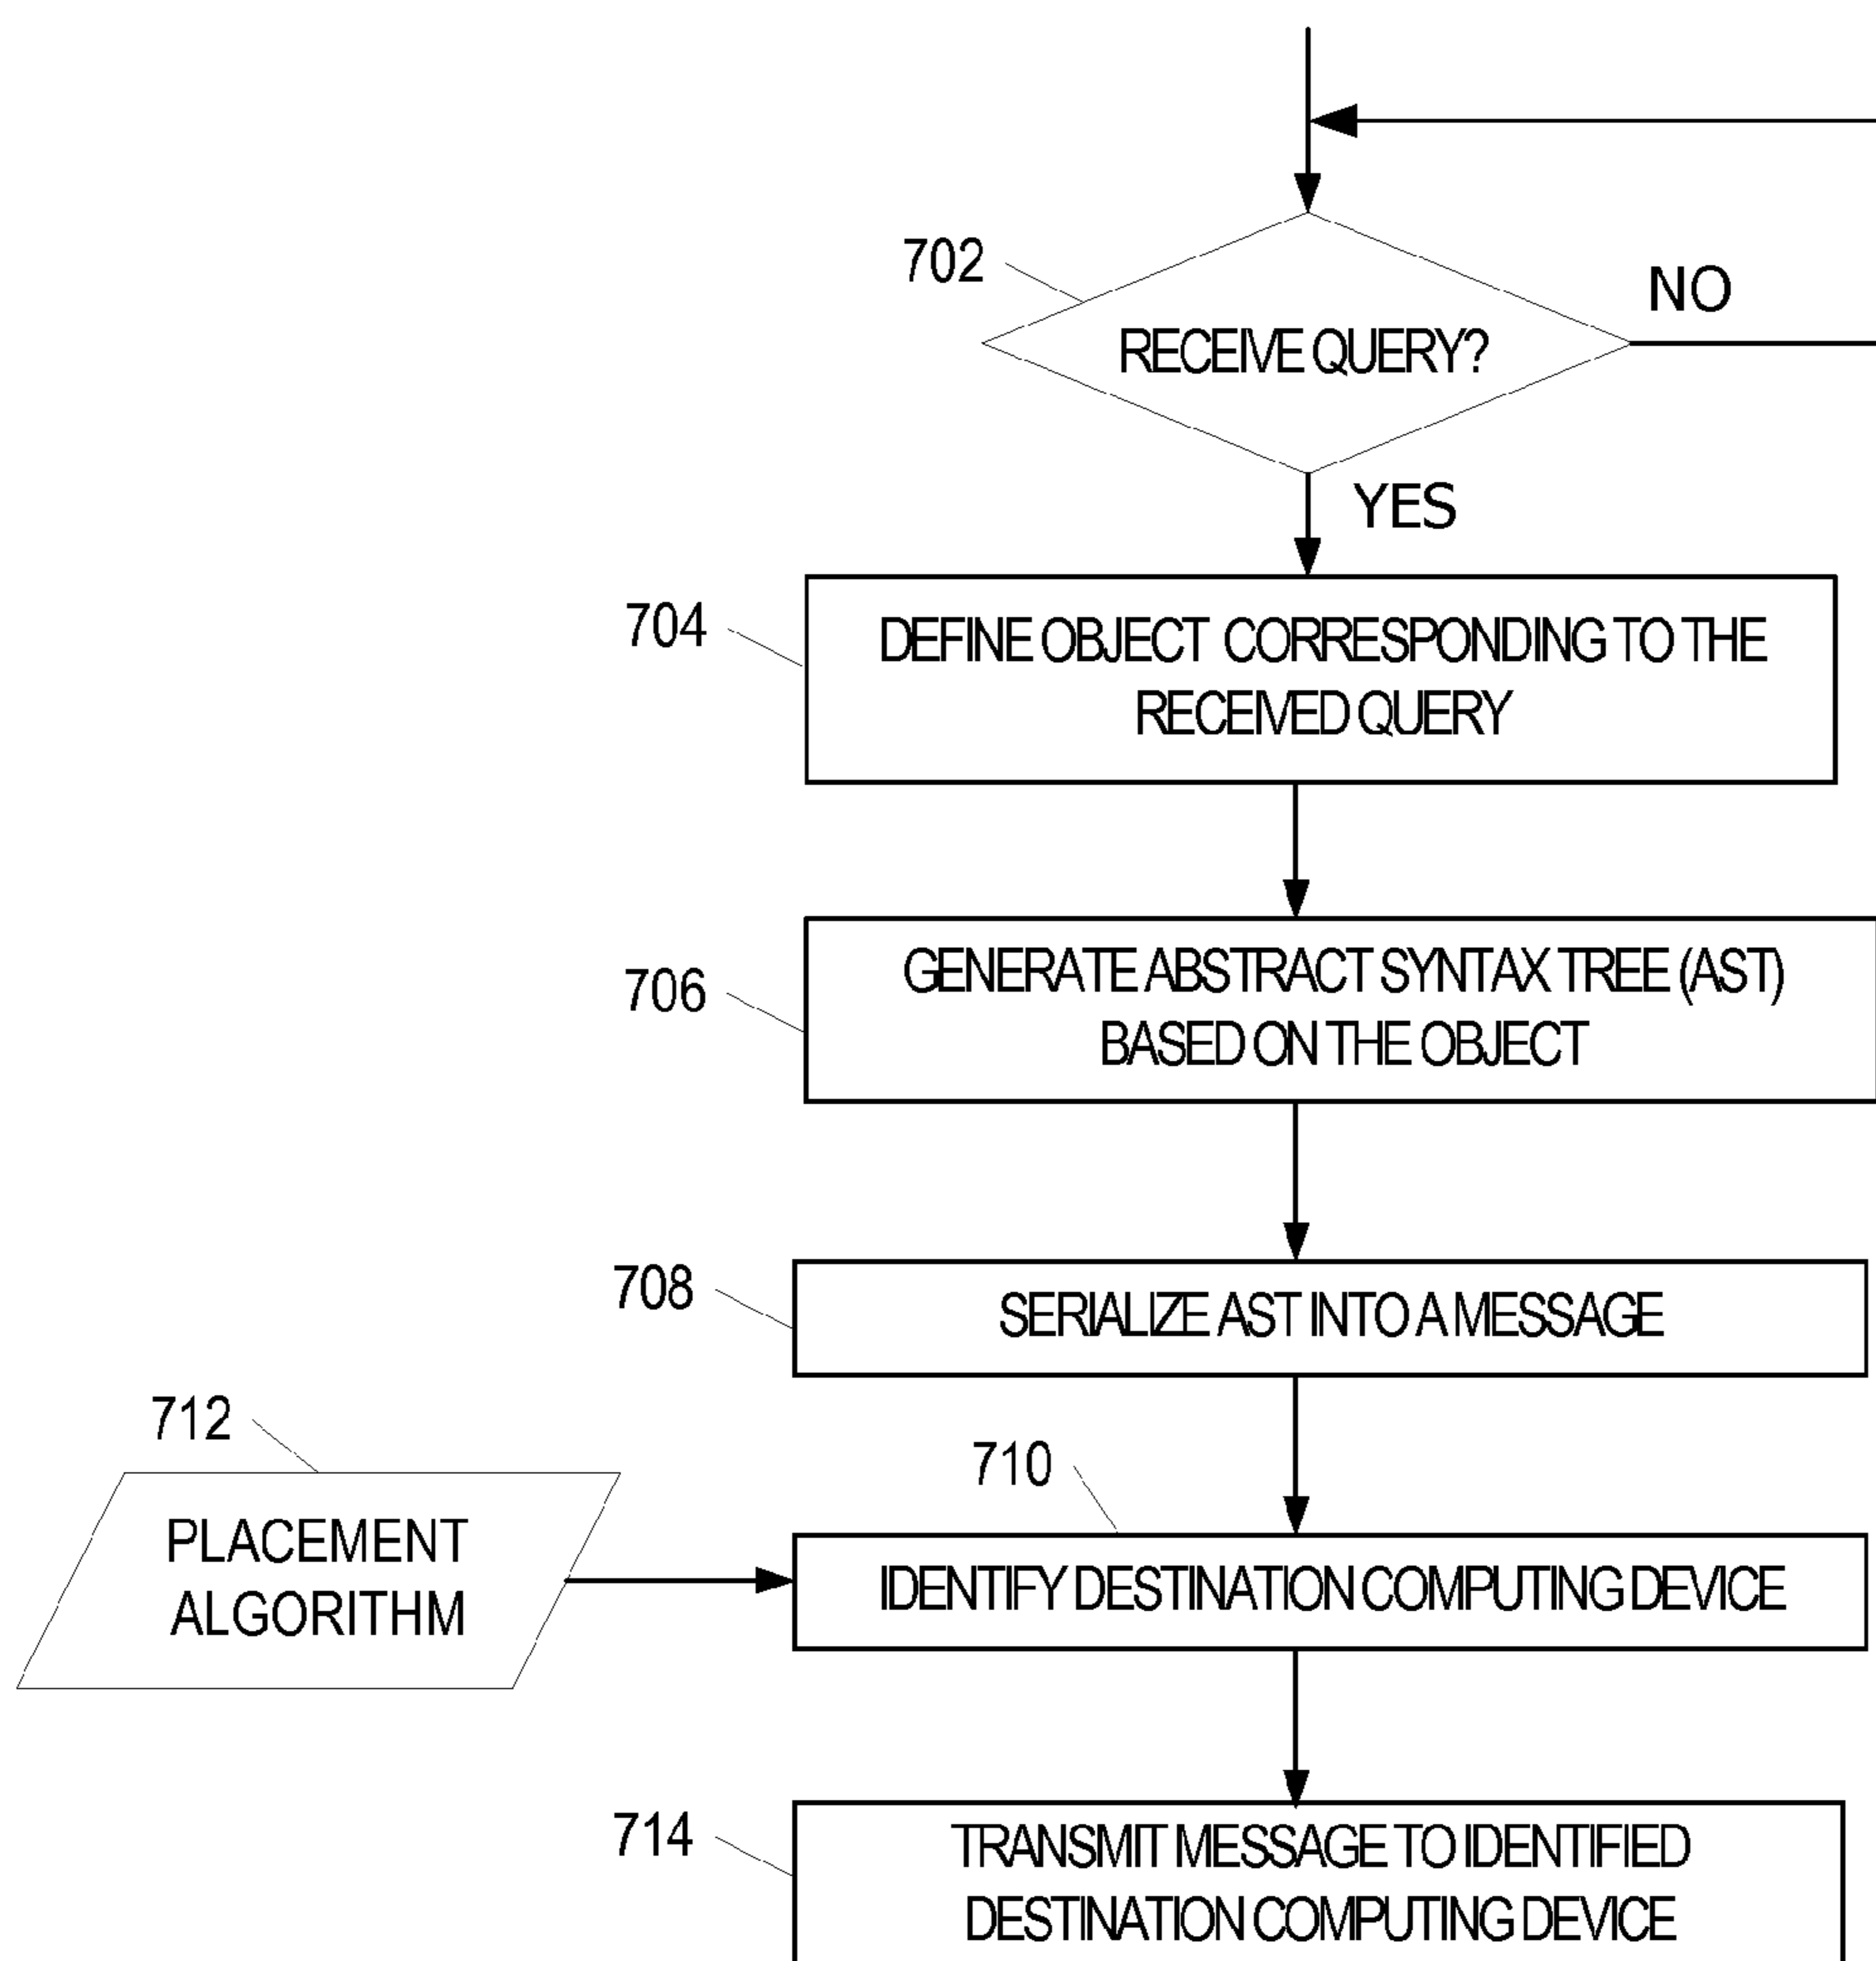 702
RECEIVE QUERY?
NO
YES
704
DEFINE OBJECT CORRESPONDING TO THE
RECEIVED QUERY
706
GENERATE ABSTRACT SYNTAX TREE (AST)
BASED ON THE OBJECT
708
SERIALIZE AST INTO A MESSAGE
712
PLACEMENT
ALGORITHM
710
IDENTIFY DESTINATION COMPUTING DEVICE
714
TRANSMIT MESSAGE TO IDENTIFIED
DESTINATION COMPUTING DEVICE